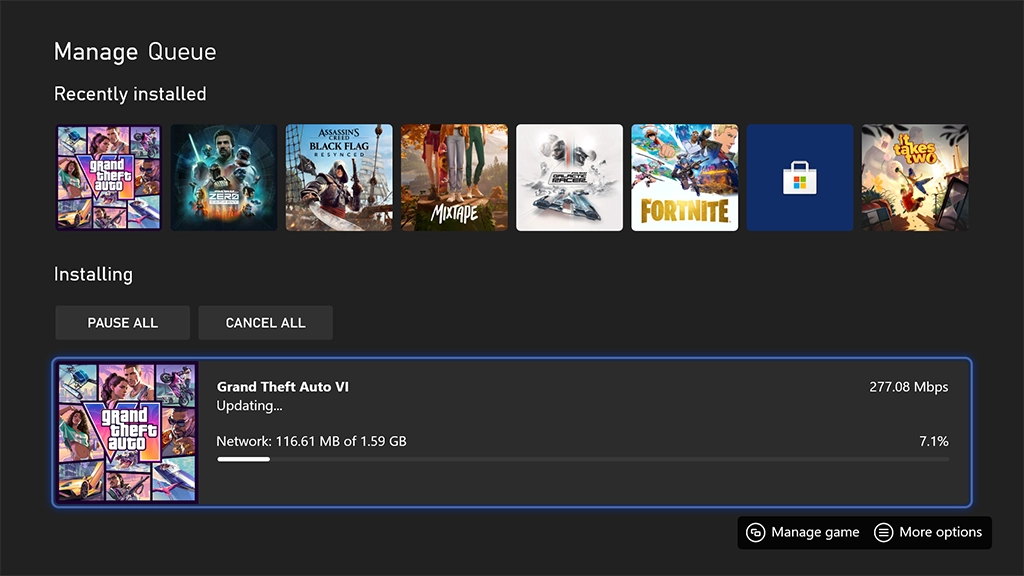 Manage Queue
Recently installed
grand
theft
auto
ZERO
ASSASSIN'S
CREED
BLACK FLAG
RESYNCED
MIXTAPE
GALACTIC
RACER
FORTNITE
it
takes
two
Installing
PAUSE ALL
CANCEL ALL
grand
theft
auto
Grand Theft Auto VI
277.08 Mbps
Updating...
Network: 116.61 MB of 1.59 GB
7.1%
Manage game
More options